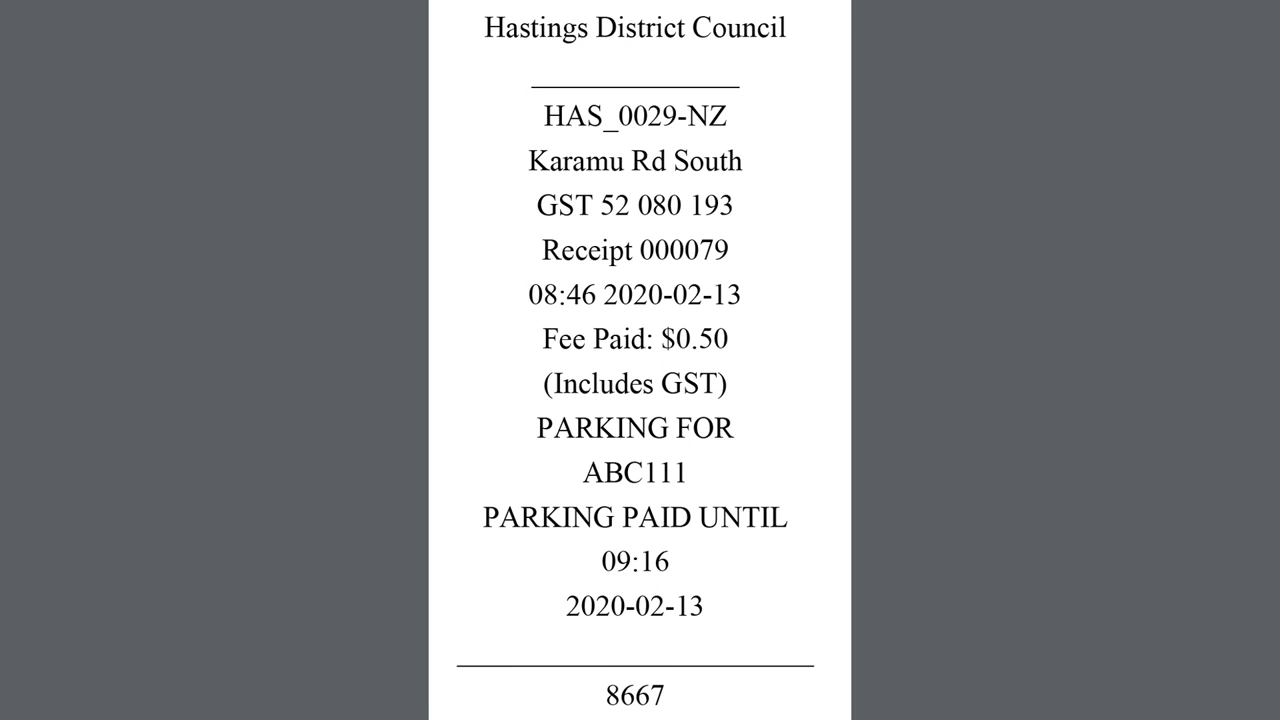 Hastings District Council
HAS_0029-NZ
Karamu Rd South
GST 52 080 193
Receipt 000079
08:46 2020-02-13
Fee Paid: $0.50
(Includes GST)
PARKING FOR
ABC111
PARKING PAID UNTIL
09:16
2020-02-13
8667